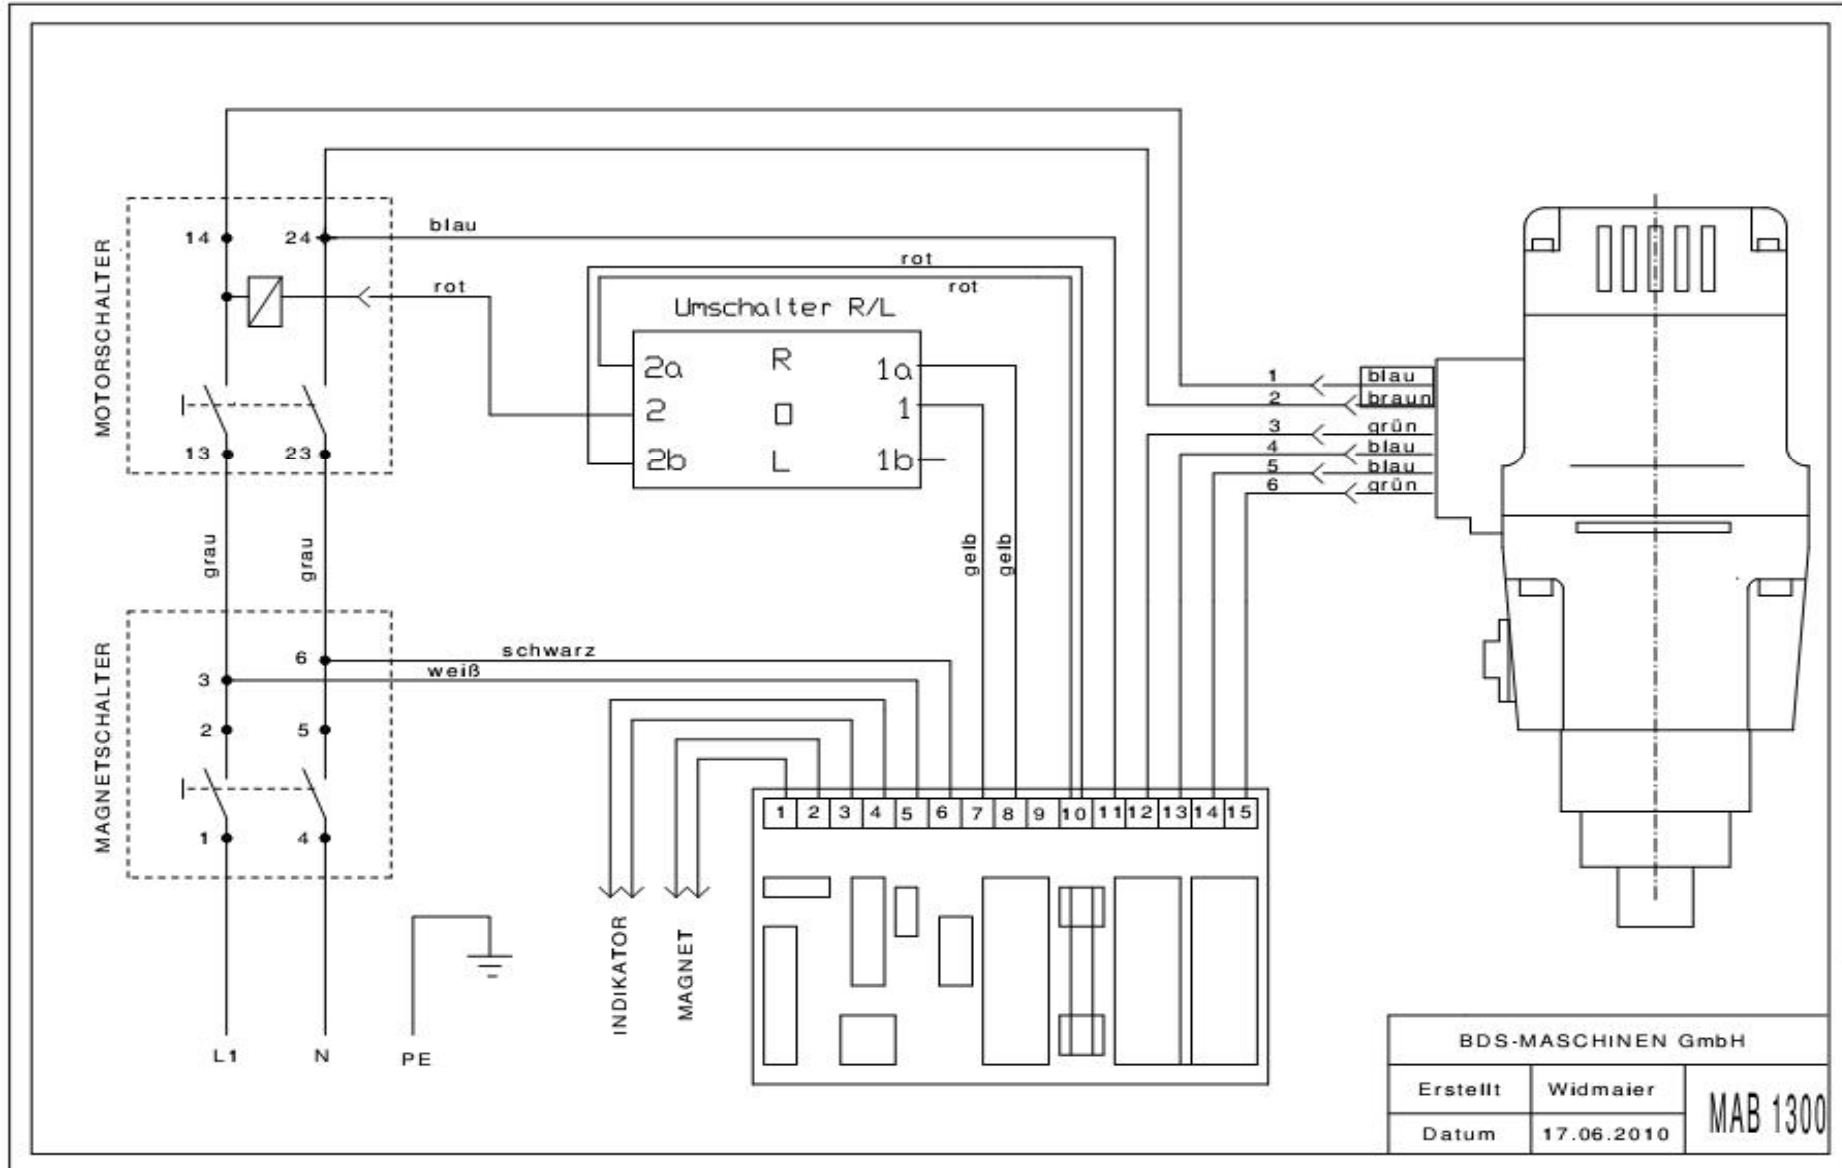 14
24
blau
rot
rot
rot
MOTORSCHALTER
Umschalter R/L
2a R 1a
2 1
2b L 1b
13
23
1 blau
2 braun
3 grün
4 blau
5 blau
6 grün
grau
grau
gelb
gelb
MAGNETSCHALTER
6
schwarz
3
weiß
2
5
1
4
1 2 3 4 5 6 7 8 9 10 11 12 13 14 15
INDIKATOR
MAGNET
L1
N
PE
BDS-MASCHINEN GmbH
Erstellt Widmaier
MAB 1300
Datum 17.06.2010